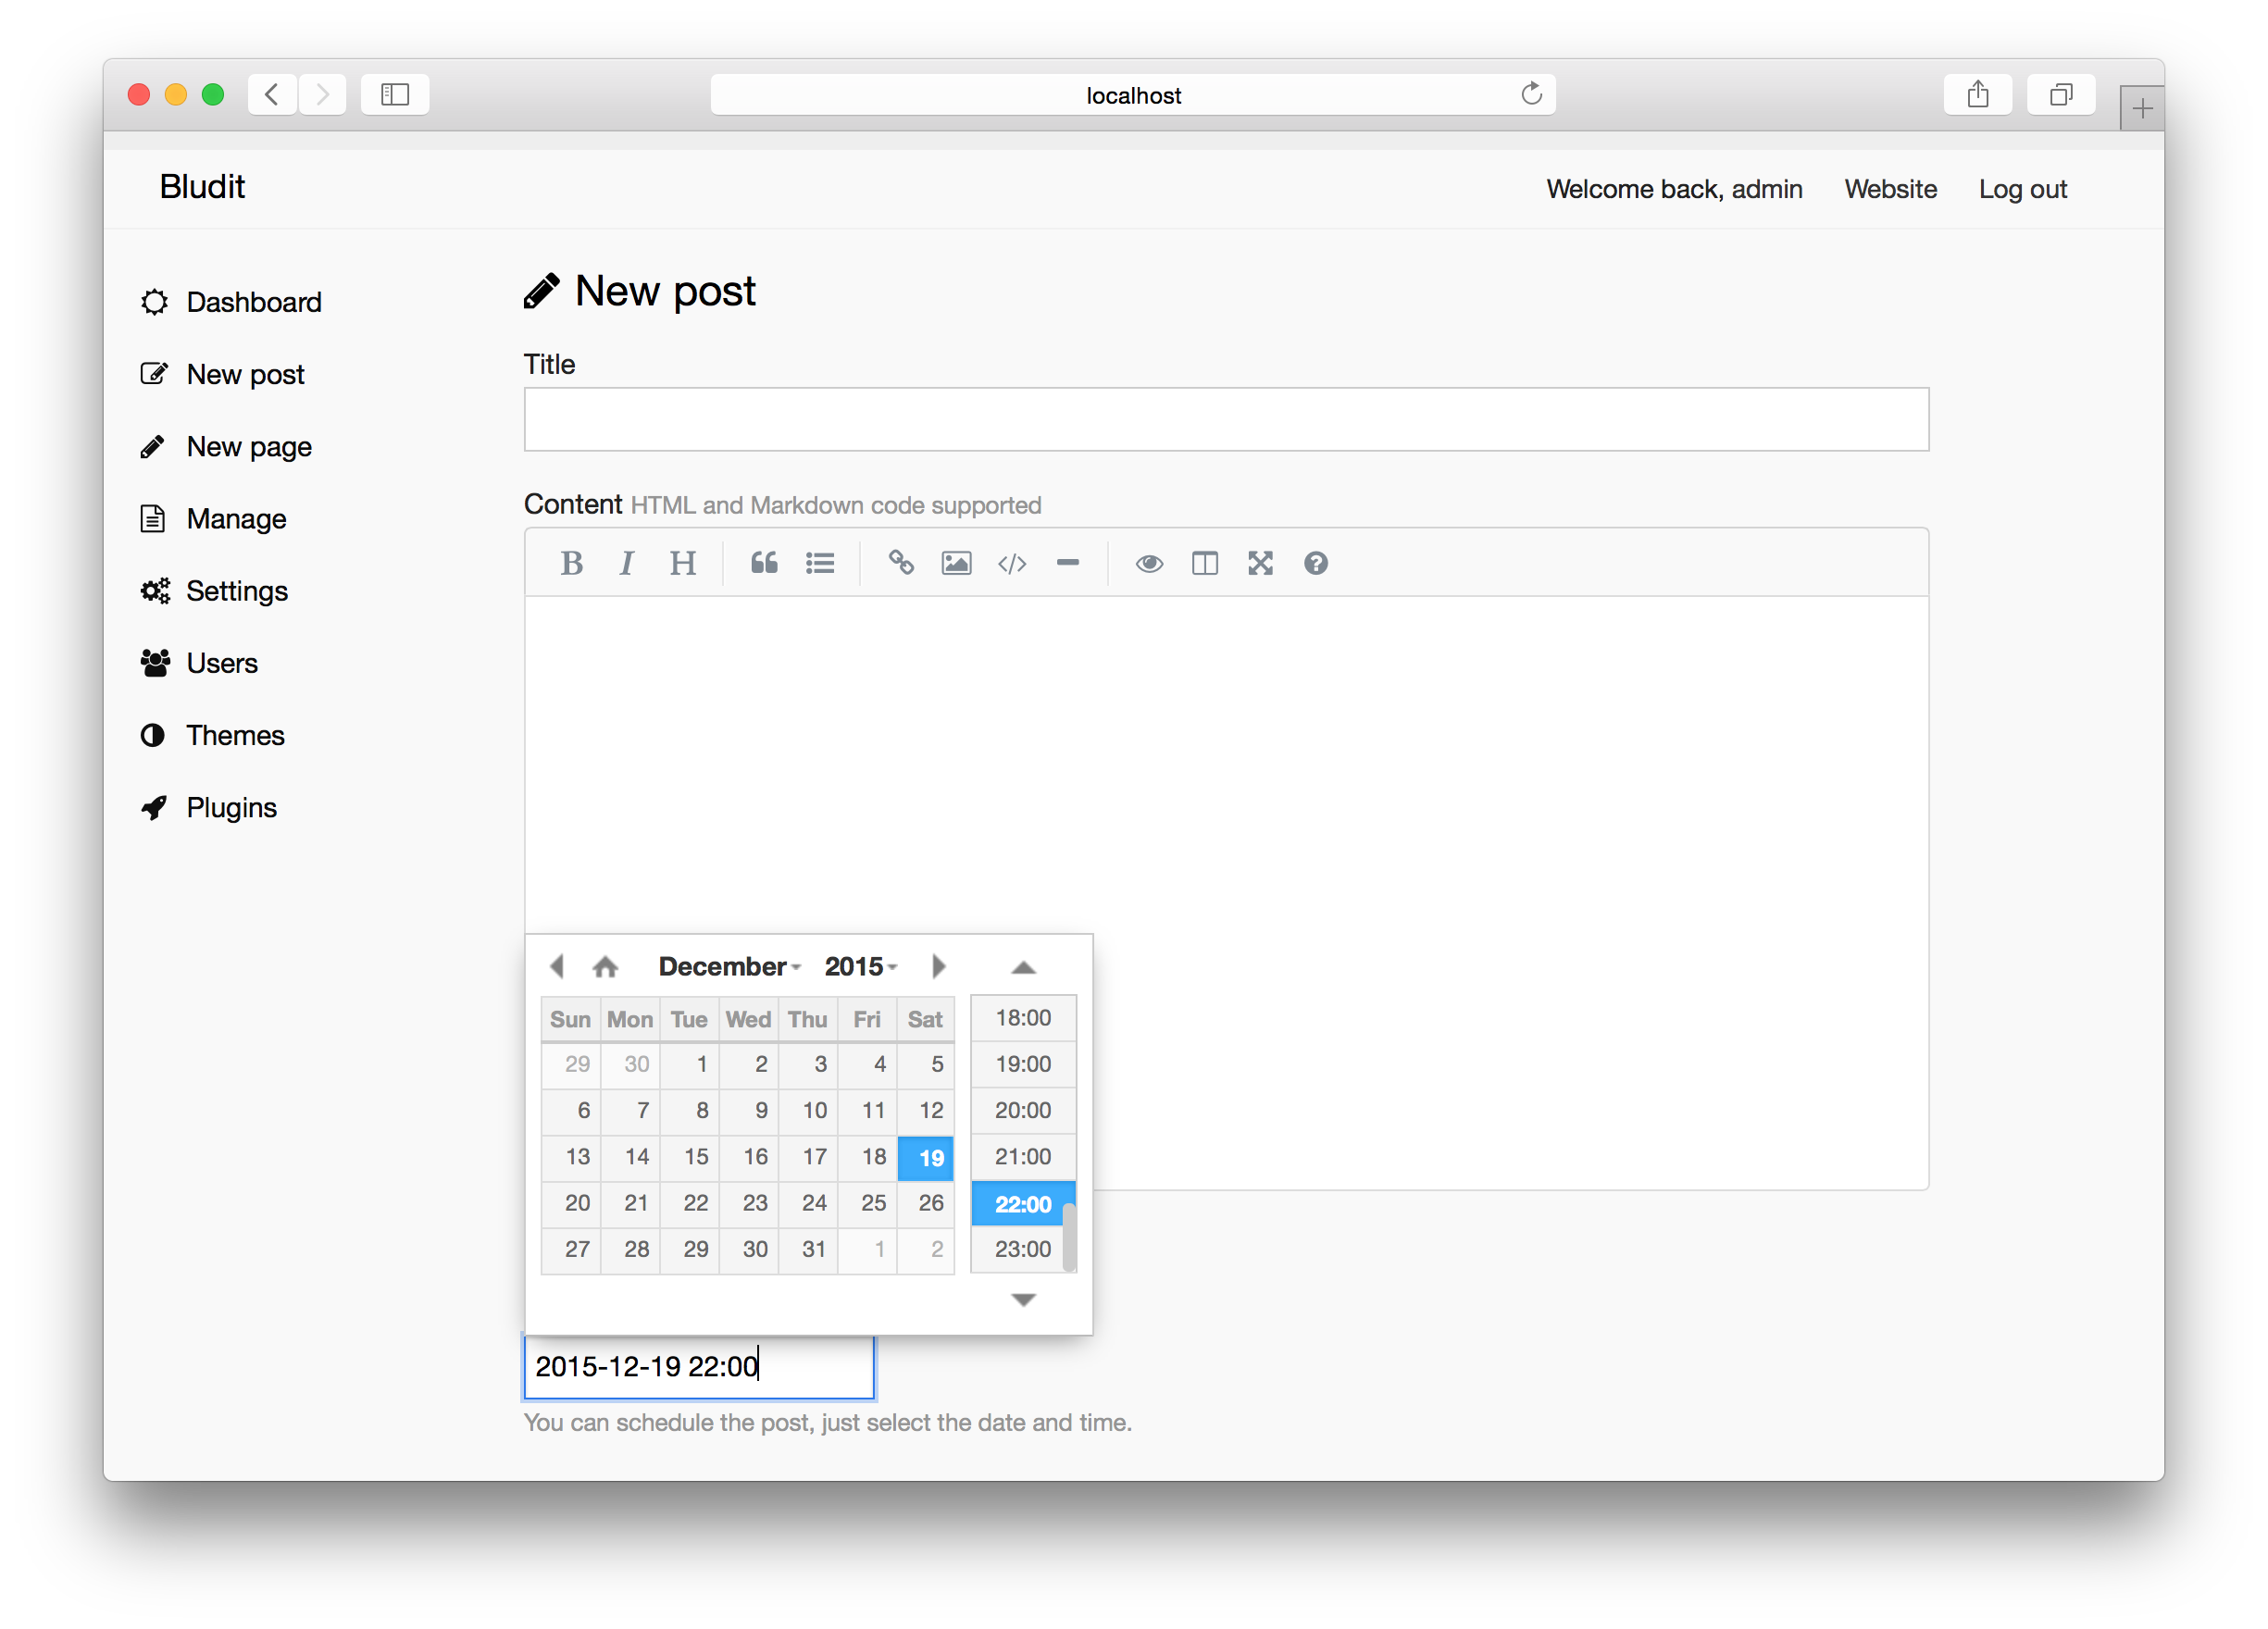 localhost
Bludit
Welcome back, admin Website Log out
Dashboard
New post
New page
Manage
Settings
Users
Themes
Plugins
New post
Title
Content HTML and Markdown code supported
B I H
December 2015
Sun Mon Tue Wed Thu Fri Sat
29 30 1 2 3 4 5
6 7 8 9 10 11 12
13 14 15 16 17 18 19
20 21 22 23 24 25 26
27 28 29 30 31 1 2
18:00
19:00
20:00
21:00
22:00
23:00
2015-12-19 22:00
You can schedule the post, just select the date and time.